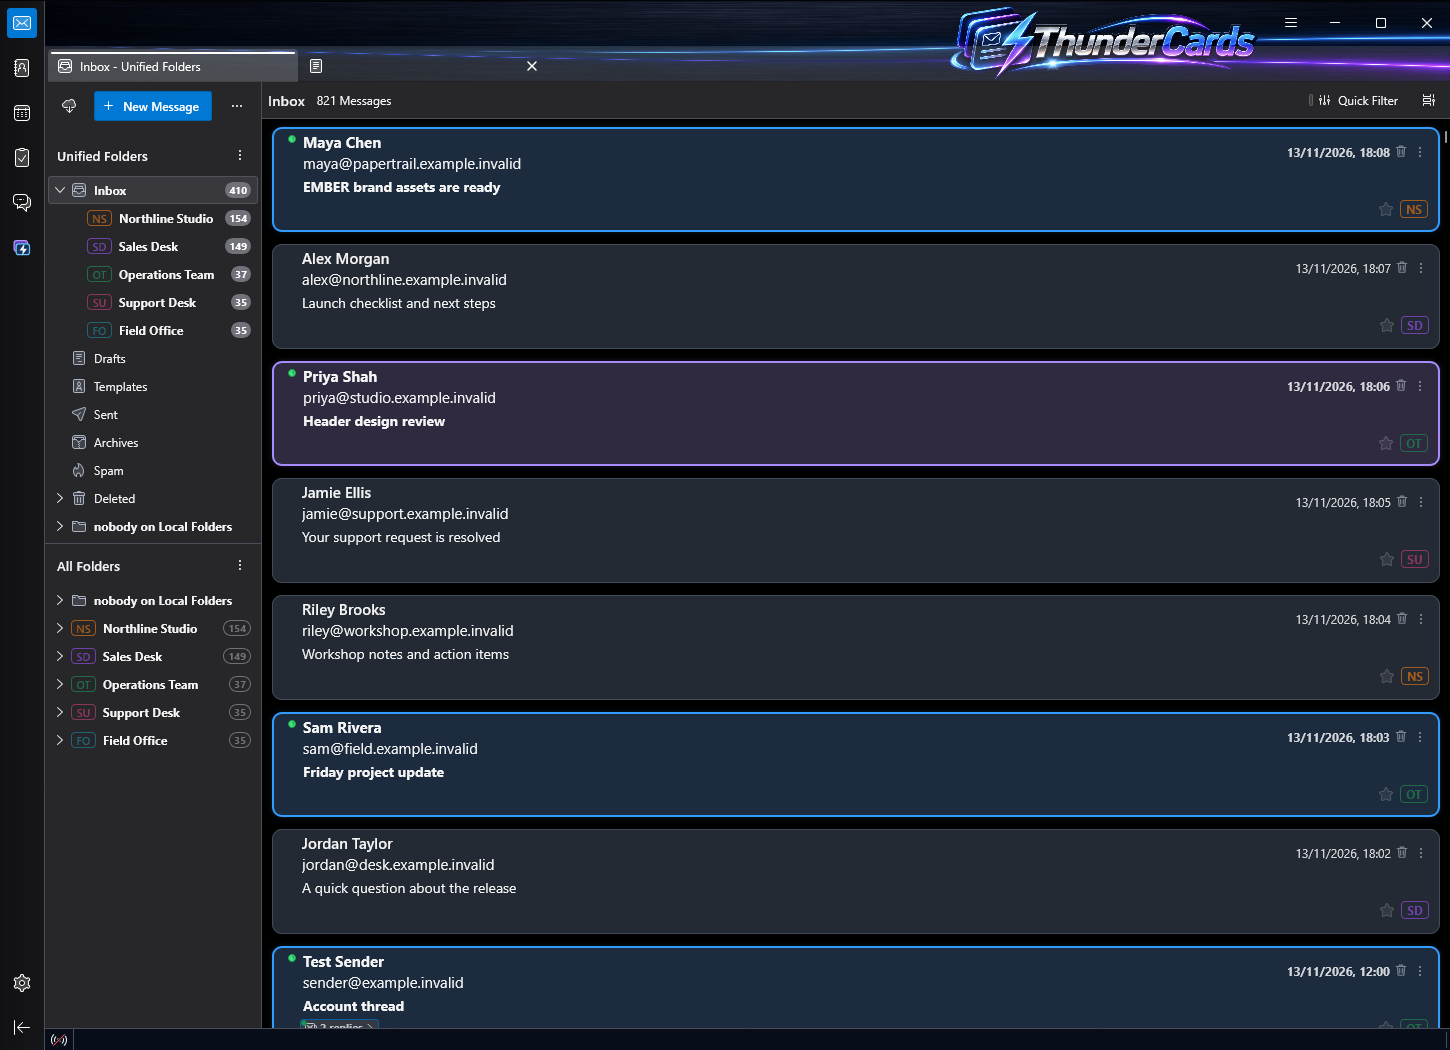 ThunderCards
Inbox - Unified Folders
New Message
Inbox 821 Messages
Quick Filter
Unified Folders
Inbox 410
NS Northline Studio 154
SD Sales Desk 149
OT Operations Team 37
SU Support Desk 35
FO Field Office 35
Drafts
Templates
Sent
Archives
Spam
Deleted
nobody on Local Folders
All Folders
nobody on Local Folders
NS Northline Studio 154
SD Sales Desk 149
OT Operations Team 37
SU Support Desk 35
FO Field Office 35
Maya Chen
maya@papertrail.example.invalid
EMBER brand assets are ready
13/11/2026, 18:08
NS
Alex Morgan
alex@northline.example.invalid
Launch checklist and next steps
13/11/2026, 18:07
SD
Priya Shah
priya@studio.example.invalid
Header design review
13/11/2026, 18:06
OT
Jamie Ellis
jamie@support.example.invalid
Your support request is resolved
13/11/2026, 18:05
SU
Riley Brooks
riley@workshop.example.invalid
Workshop notes and action items
13/11/2026, 18:04
NS
Sam Rivera
sam@field.example.invalid
Friday project update
13/11/2026, 18:03
OT
Jordan Taylor
jordan@desk.example.invalid
A quick question about the release
13/11/2026, 18:02
SD
Test Sender
sender@example.invalid
Account thread
13/11/2026, 12:00
2 replies
OT